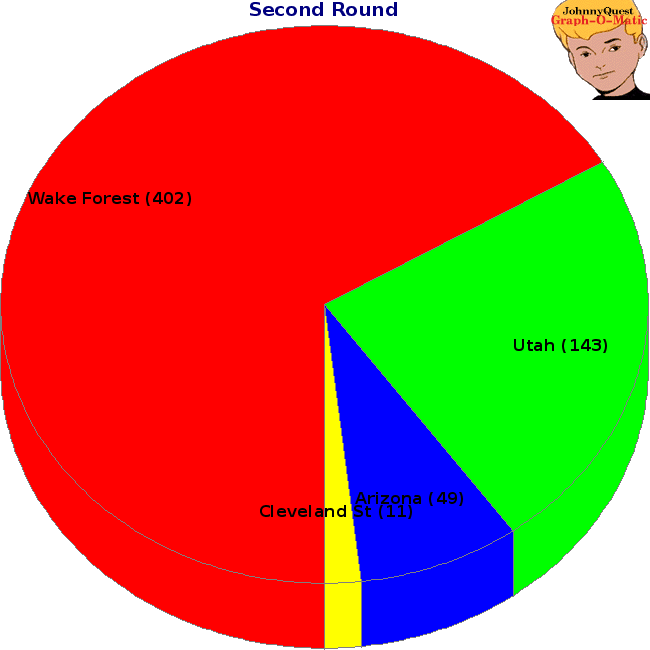 Second Round
JohnnyQuest
Graph-O-Matic
Wake Forest (402)
Utah (143)
Arizona (49)
Cleveland St (11)